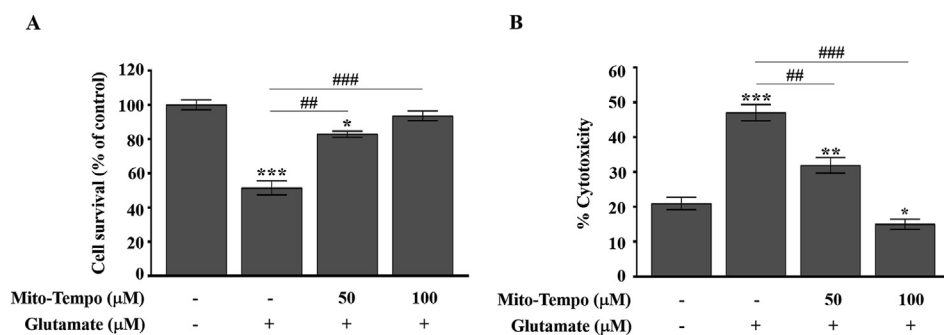 A
B
Cell survival (% of control)
120
100
80
60
40
20
0
###
##
***
*
Mito-Tempo (μM) - - 50 100
Glutamate (μM) - + + +
% Cytotoxicity
60
50
40
30
20
10
0
###
##
***
**
*
Mito-Tempo (μM) - - 50 100
Glutamate (μM) - + + +